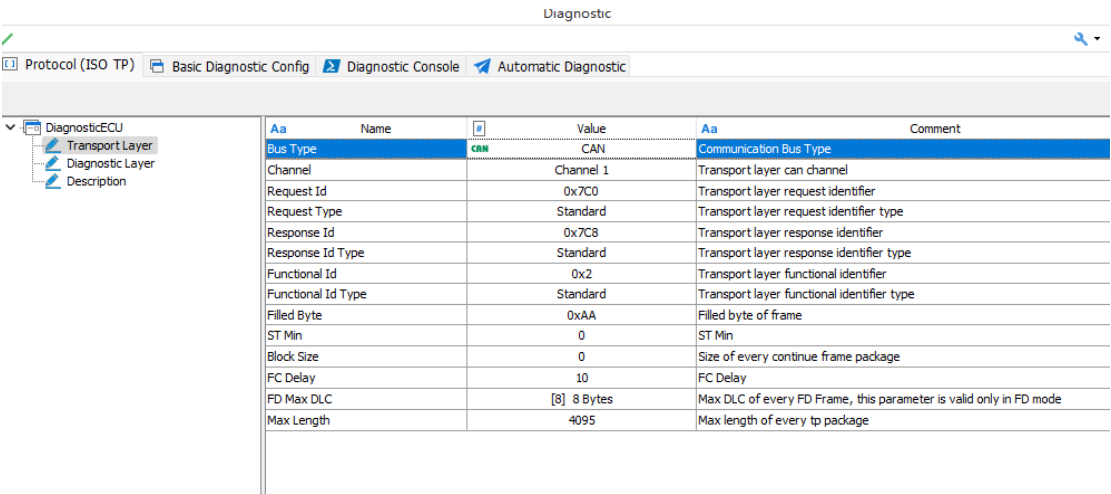 Diagnostic
Protocol (ISO TP) Basic Diagnostic Config Diagnostic Console Automatic Diagnostic
DiagnosticECU
Transport Layer
Diagnostic Layer
Description
Aa Name # Value Aa Comment
Bus Type CAN CAN Communication Bus Type
Channel Channel 1 Transport layer can channel
Request Id 0x7C0 Transport layer request identifier
Request Type Standard Transport layer request identifier type
Response Id 0x7C8 Transport layer response identifier
Response Id Type Standard Transport layer response identifier type
Functional Id 0x2 Transport layer functional identifier
Functional Id Type Standard Transport layer functional identifier type
Filled Byte 0xAA Filled byte of frame
ST Min 0 ST Min
Block Size 0 Size of every continue frame package
FC Delay 10 FC Delay
FD Max DLC [8] 8 Bytes Max DLC of every FD Frame, this parameter is valid only in FD mode
Max Length 4095 Max length of every tp package